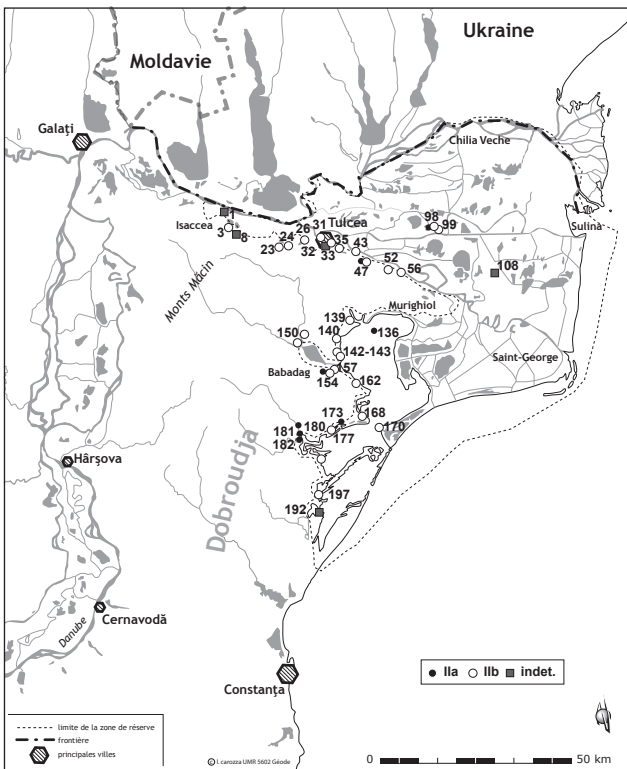 Ukraine
Moldavie
Galaţi
Chilia Veche
Isaccea
1
3
8
Tulcea
31
26
24
23
32
35
33
43
47
52
56
98
99
Sulina
108
Monts Măcin
Murighiol
139
136
150
140
142-143
Saint-George
Babadag
157
154
162
173
168
180
181
170
177
182
Hârşova
Dobroudja
197
192
Cernavodă
Danube
Constanţa
IIa IIb indet.
limite de la zone de réserve
frontière
principales villes
c l. carozza UMR 5602 Géode
0 50 km